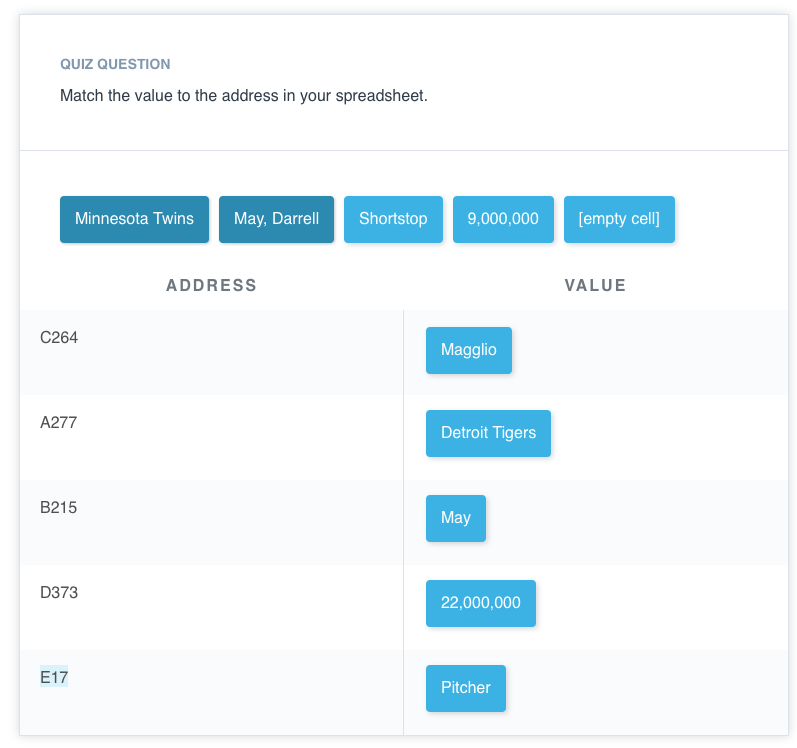 QUIZ QUESTION
Match the value to the address in your spreadsheet.
Minnesota Twins May, Darrell Shortstop 9,000,000 [empty cell]
ADDRESS VALUE
C264 Magglio
A277 Detroit Tigers
B215 May
D373 22,000,000
E17 Pitcher